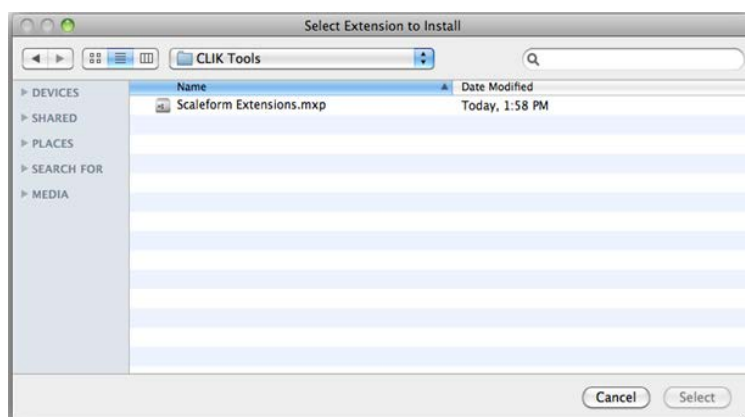 Select Extension to Install
CLIK Tools
Name
Date Modified
DEVICES
Scaleform Extensions.mxp
Today, 1:58 PM
SHARED
PLACES
SEARCH FOR
MEDIA
Cancel
Select